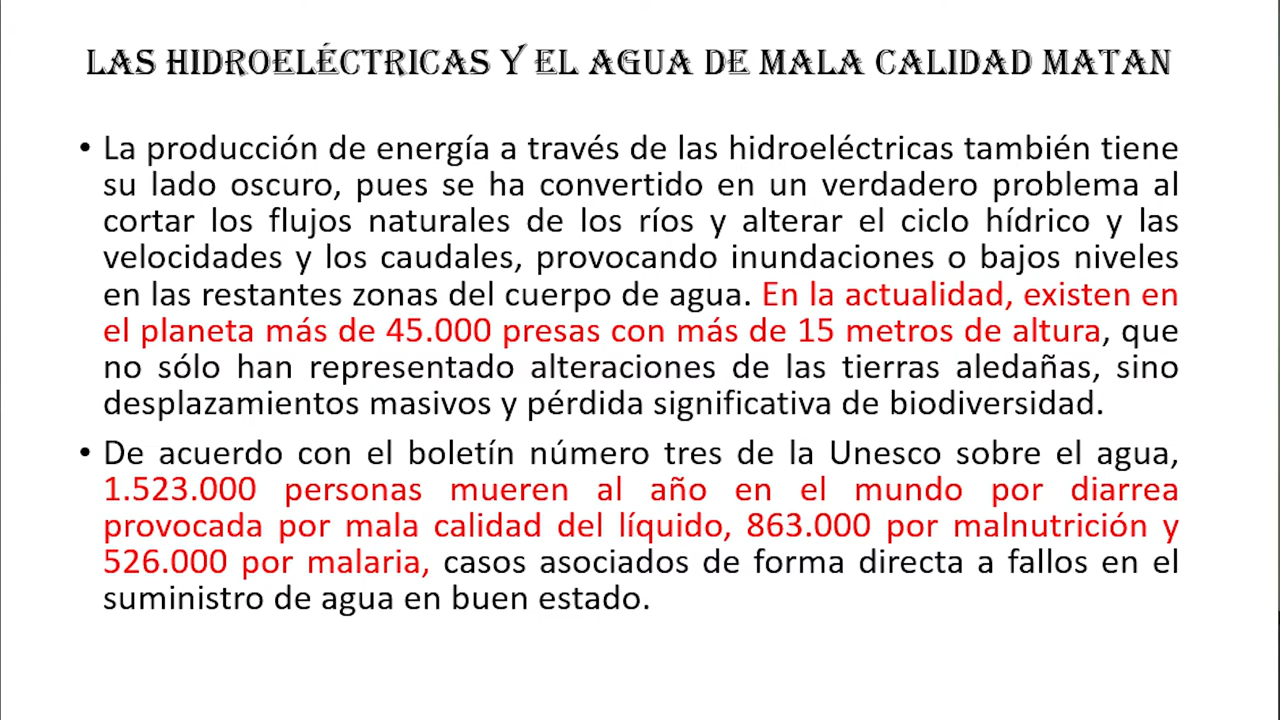 LAS HIDROELÉCTRICAS Y EL AGUA DE MALA CALIDAD MATAN
• La producción de energía a través de las hidroeléctricas también tiene
su lado oscuro, pues se ha convertido en un verdadero problema al
cortar los flujos naturales de los ríos y alterar el ciclo hídrico y las
velocidades y los caudales, provocando inundaciones o bajos niveles
en las restantes zonas del cuerpo de agua. En la actualidad, existen en
el planeta más de 45.000 presas con más de 15 metros de altura, que
no sólo han representado alteraciones de las tierras aledañas, sino
desplazamientos masivos y pérdida significativa de biodiversidad.
• De acuerdo con el boletín número tres de la Unesco sobre el agua,
1.523.000 personas mueren al año en el mundo por diarrea
provocada por mala calidad del líquido, 863.000 por malnutrición y
526.000 por malaria, casos asociados de forma directa a fallos en el
suministro de agua en buen estado.